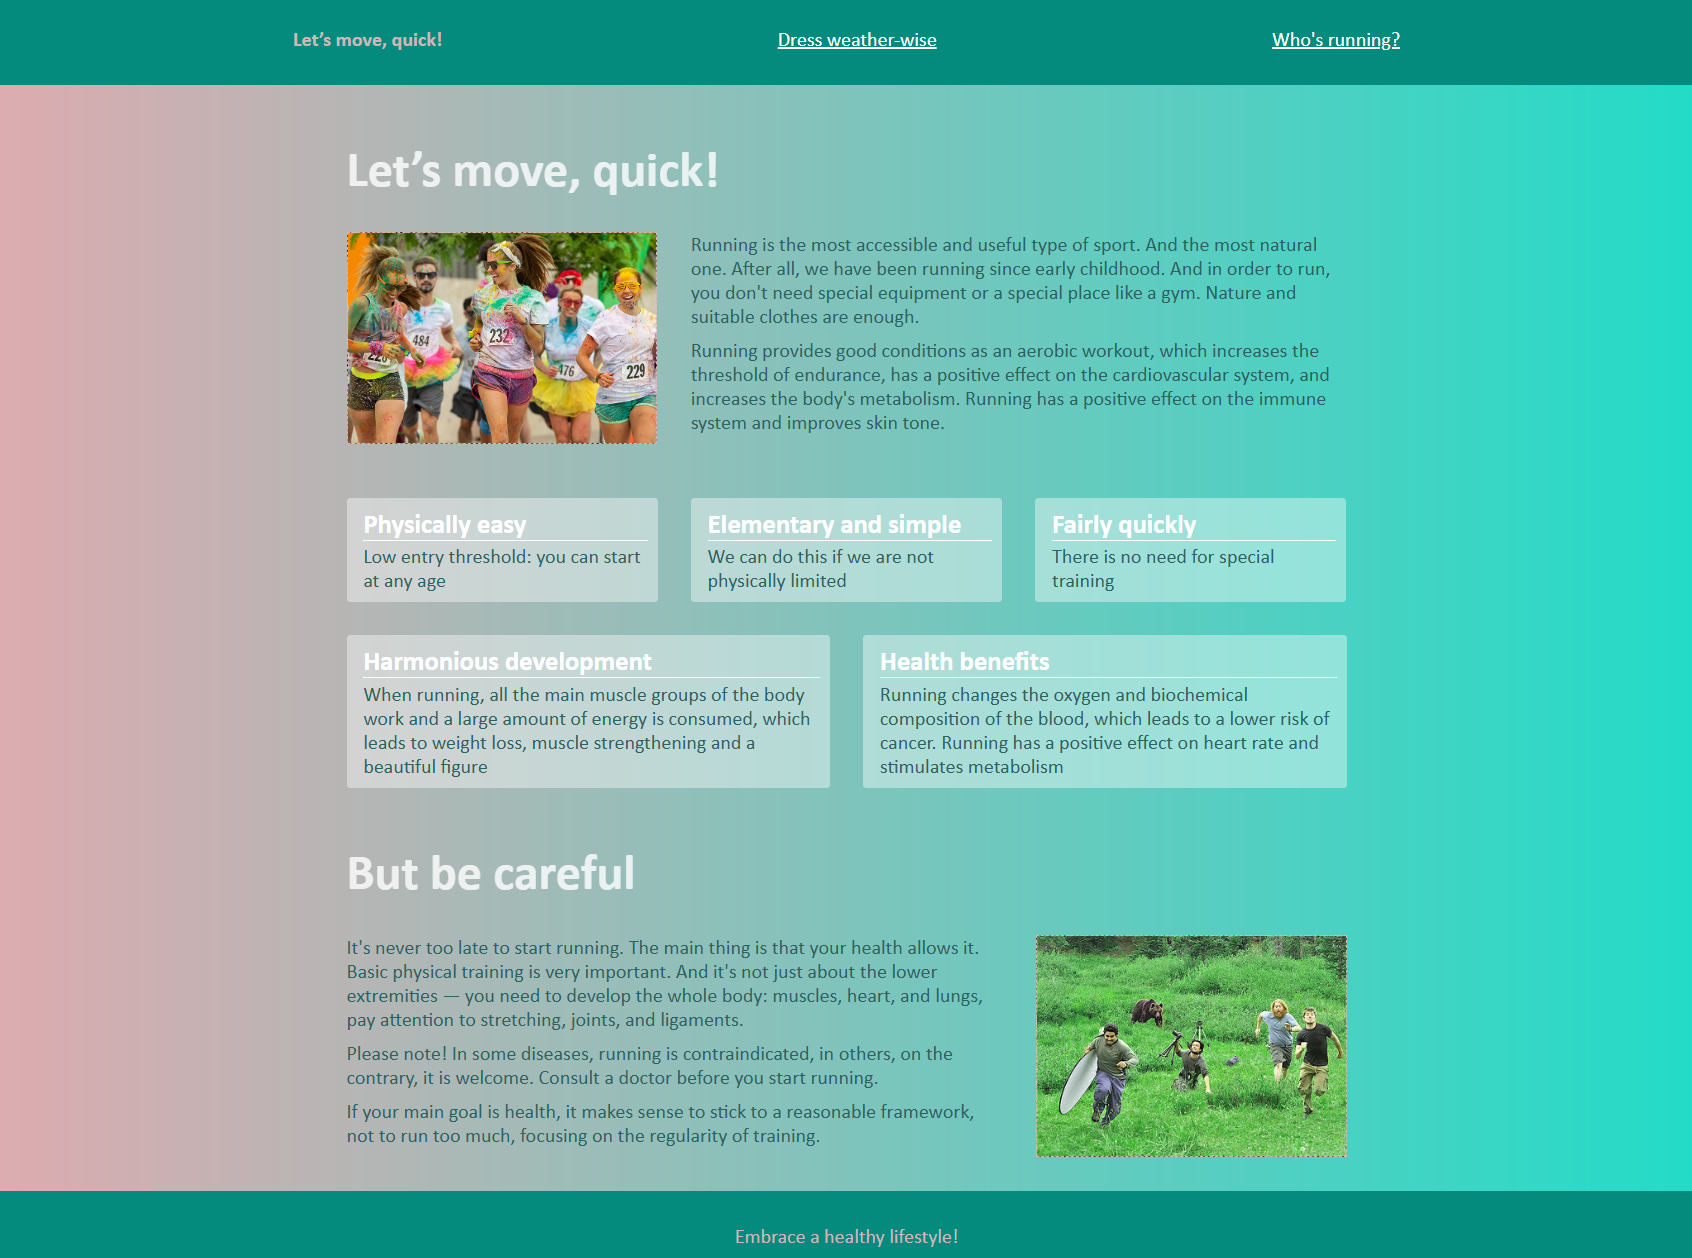 Let’s move, quick!
Dress weather-wise
Who's running?
Let’s move, quick!
484
232
476
229
Running is the most accessible and useful type of sport. And the most natural
one. After all, we have been running since early childhood. And in order to run,
you don't need special equipment or a special place like a gym. Nature and
suitable clothes are enough.
Running provides good conditions as an aerobic workout, which increases the
threshold of endurance, has a positive effect on the cardiovascular system, and
increases the body's metabolism. Running has a positive effect on the immune
system and improves skin tone.
Physically easy
Low entry threshold: you can start
at any age
Elementary and simple
We can do this if we are not
physically limited
Fairly quickly
There is no need for special
training
Harmonious development
When running, all the main muscle groups of the body
work and a large amount of energy is consumed, which
leads to weight loss, muscle strengthening and a
beautiful figure
Health benefits
Running changes the oxygen and biochemical
composition of the blood, which leads to a lower risk of
cancer. Running has a positive effect on heart rate and
stimulates metabolism
But be careful
It's never too late to start running. The main thing is that your health allows it.
Basic physical training is very important. And it's not just about the lower
extremities — you need to develop the whole body: muscles, heart, and lungs,
pay attention to stretching, joints, and ligaments.
Please note! In some diseases, running is contraindicated, in others, on the
contrary, it is welcome. Consult a doctor before you start running.
If your main goal is health, it makes sense to stick to a reasonable framework,
not to run too much, focusing on the regularity of training.
Embrace a healthy lifestyle!